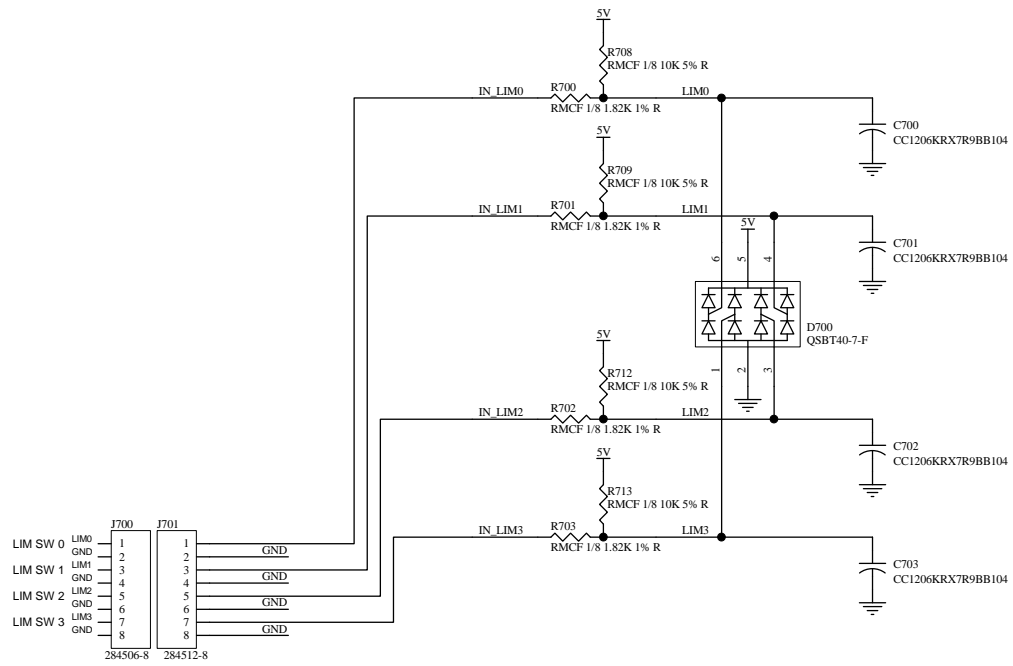 5V
R708
RMCF 1/8 10K 5% R
IN_LIM0
R700
LIM0
RMCF 1/8 1.82K 1% R
C700
CC1206KRX7R9BB104
5V
R709
RMCF 1/8 10K 5% R
IN_LIM1
R701
LIM1
RMCF 1/8 1.82K 1% R
5V
C701
CC1206KRX7R9BB104
6
5
4
D700
QSBT40-7-F
1
2
3
5V
R712
RMCF 1/8 10K 5% R
IN_LIM2
R702
LIM2
RMCF 1/8 1.82K 1% R
C702
CC1206KRX7R9BB104
5V
R713
RMCF 1/8 10K 5% R
IN_LIM3
R703
LIM3
RMCF 1/8 1.82K 1% R
C703
CC1206KRX7R9BB104
J700
J701
LIM SW 0 LIM0 1 1
GND 2 2 GND
LIM SW 1 LIM1 3 3
GND 4 4 GND
LIM SW 2 LIM2 5 5
GND 6 6 GND
LIM SW 3 LIM3 7 7
GND 8 8 GND
284506-8
284512-8